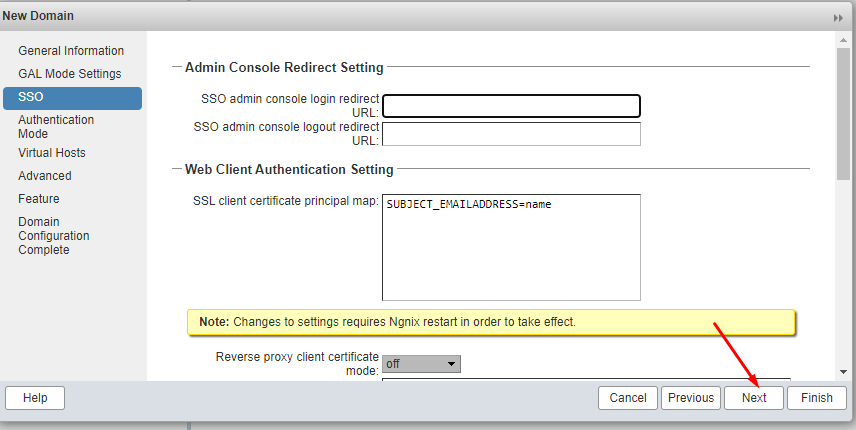 New Domain
General Information
GAL Mode Settings
SSO
Authentication
Mode
Virtual Hosts
Advanced
Feature
Domain
Configuration
Complete
Admin Console Redirect Setting
SSO admin console login redirect
URL:
SSO admin console logout redirect
URL:
Web Client Authentication Setting
SSL client certificate principal map:
SUBJECT_EMAILADDRESS=name
Note: Changes to settings requires Ngnix restart in order to take effect.
Reverse proxy client certificate
mode:
off
Help
Cancel
Previous
Next
Finish